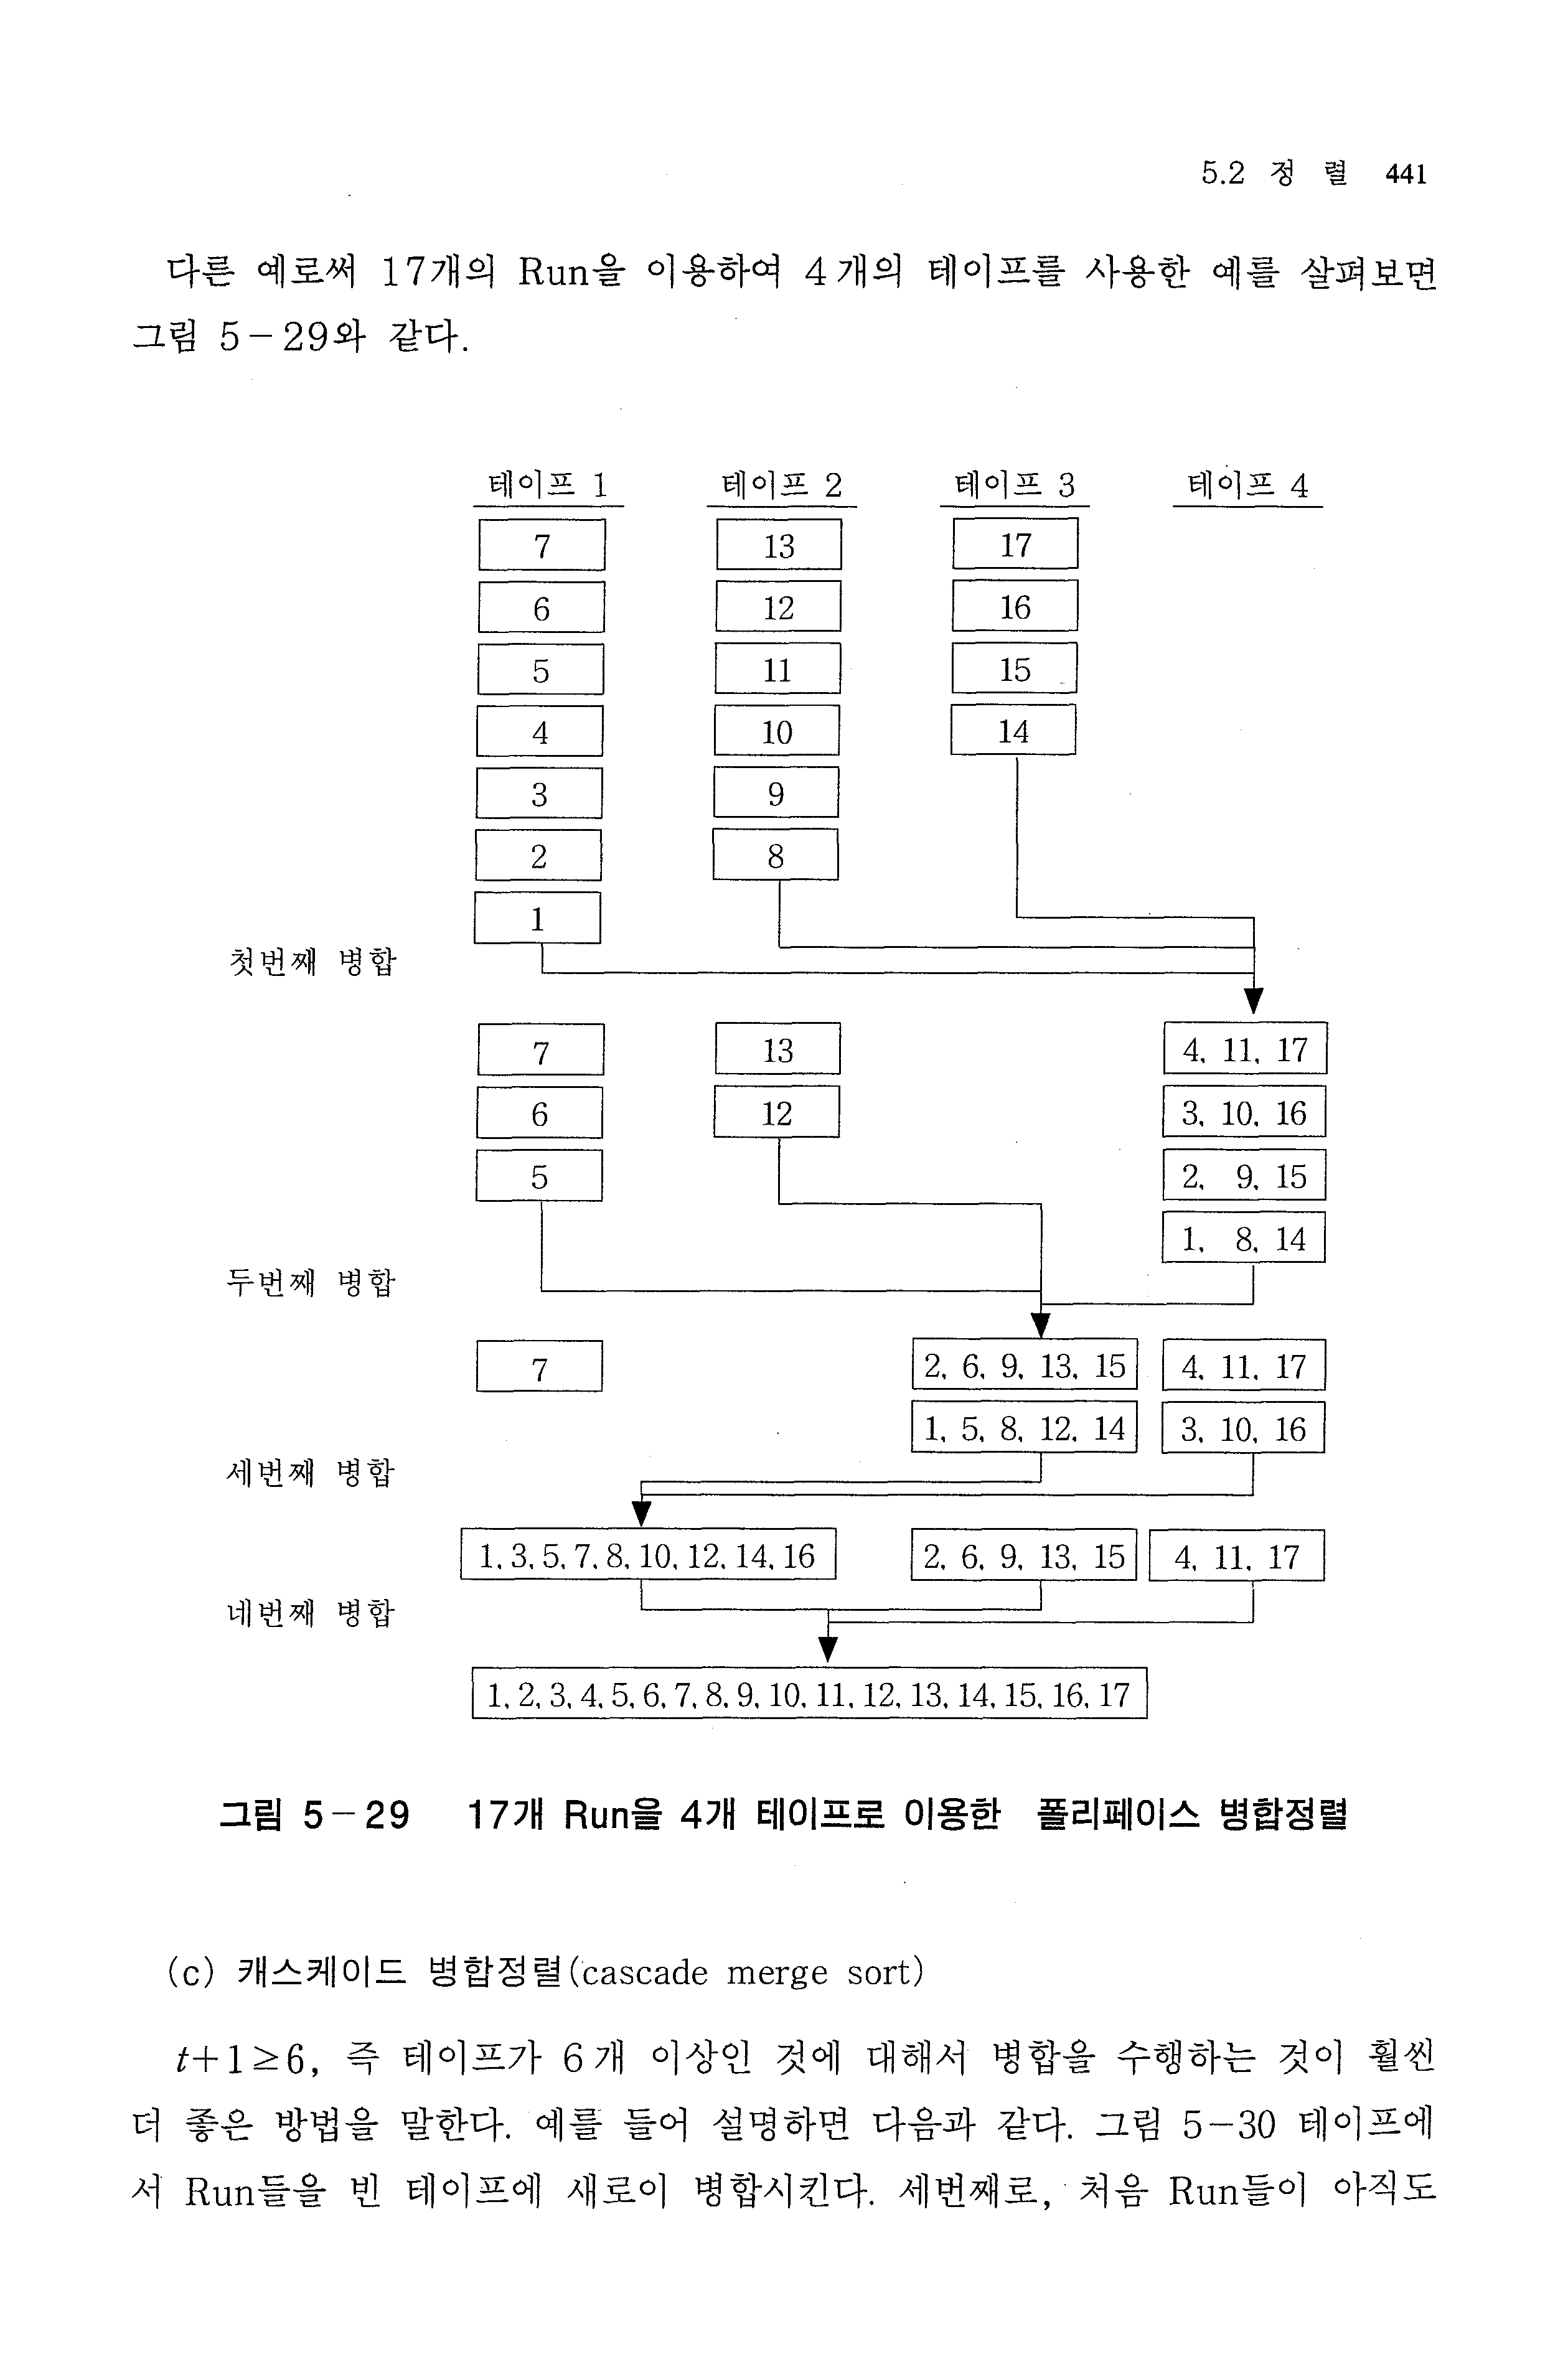 5.2 정 렬 441
다른 예로써 17개의 Run을 이용하여 4개의 테이프를 사용한 예를 살펴보면
그림 5-29와 같다.
테이프 1 테이프 2 테이프 3 테이프 4
7 13 17
6 12 16
5 11 15
4 10 14
3 9
2 8
1
첫번째 병합
7 13 4, 11, 17
6 12 3, 10, 16
5 2, 9, 15
1, 8, 14
두번째 병합
7 2, 6, 9, 13, 15 4, 11, 17
1, 5, 8, 12, 14 3, 10, 16
세번째 병합
1, 3, 5, 7, 8, 10, 12, 14, 16 2, 6, 9, 13, 15 4, 11, 17
네번째 병합
1, 2, 3, 4, 5, 6, 7, 8, 9, 10, 11, 12, 13, 14, 15, 16, 17
그림 5-29 17개 Run을 4개 테이프로 이용한 폴리페이스 병합정렬
(c) 캐스케이드 병합정렬(cascade merge sort)
t+1≥6, 즉 테이프가 6개 이상인 것에 대해서 병합을 수행하는 것이 훨씬
더 좋은 방법을 말한다. 예를 들어 설명하면 다음과 같다. 그림 5-30 테이프에
서 Run들을 빈 테이프에 새로이 병합시킨다. 세번째로, 처음 Run들이 아직도